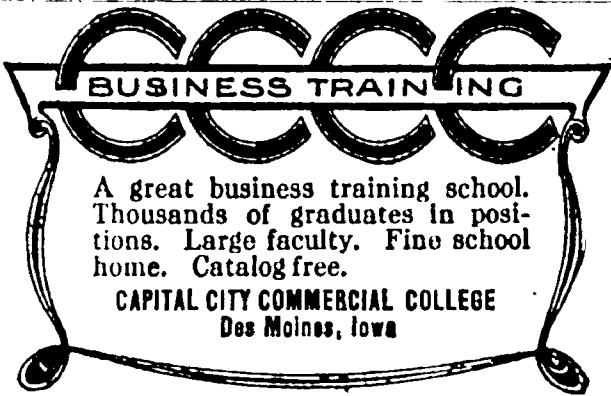 CCCC
BUSINESS TRAINING
A great business training school.
Thousands of graduates in posi-
tions. Large faculty. Fine school
home. Catalog free.
CAPITAL CITY COMMERCIAL COLLEGE
Des Moines, Iowa